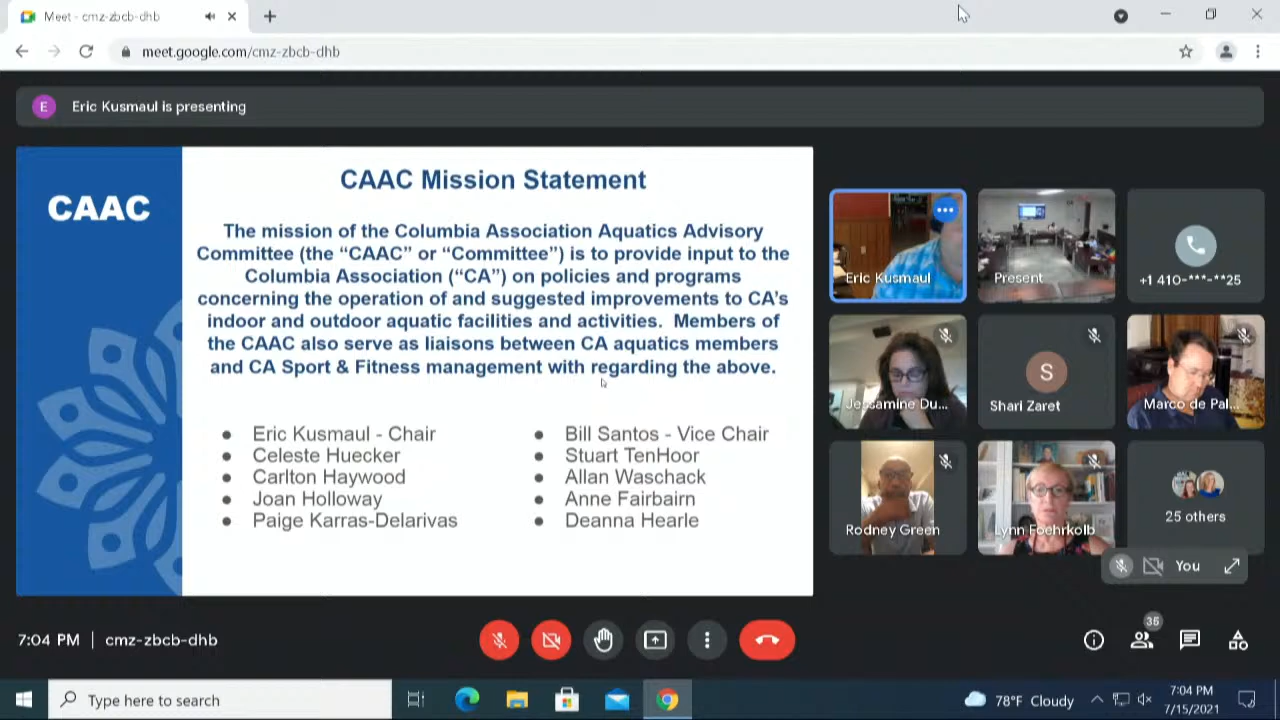 Meet - cmz-zbcb-dhb
meet.google.com/cmz-zbcb-dhb
E
Eric Kusmaul is presenting
CAAC
CAAC Mission Statement
The mission of the Columbia Association Aquatics Advisory
Committee (the “CAAC” or “Committee”) is to provide input to the
Columbia Association (“CA”) on policies and programs
concerning the operation of and suggested improvements to CA’s
indoor and outdoor aquatic facilities and activities. Members of
the CAAC also serve as liaisons between CA aquatics members
and CA Sport & Fitness management with regarding the above.
● Eric Kusmaul - Chair
● Celeste Huecker
● Carlton Haywood
● Joan Holloway
● Paige Karras-Delarivas
● Bill Santos - Vice Chair
● Stuart TenHoor
● Allan Waschack
● Anne Fairbairn
● Deanna Hearle
Eric Kusmaul
Present
+1 410-***-**25
Jessamine Du...
S
Shari Zaret
Marco de Pal...
Rodney Green
Lynn Foehrkolb
25 others
You
7:04 PM | cmz-zbcb-dhb
36
Type here to search
78°F Cloudy
7:04 PM
7/15/2021